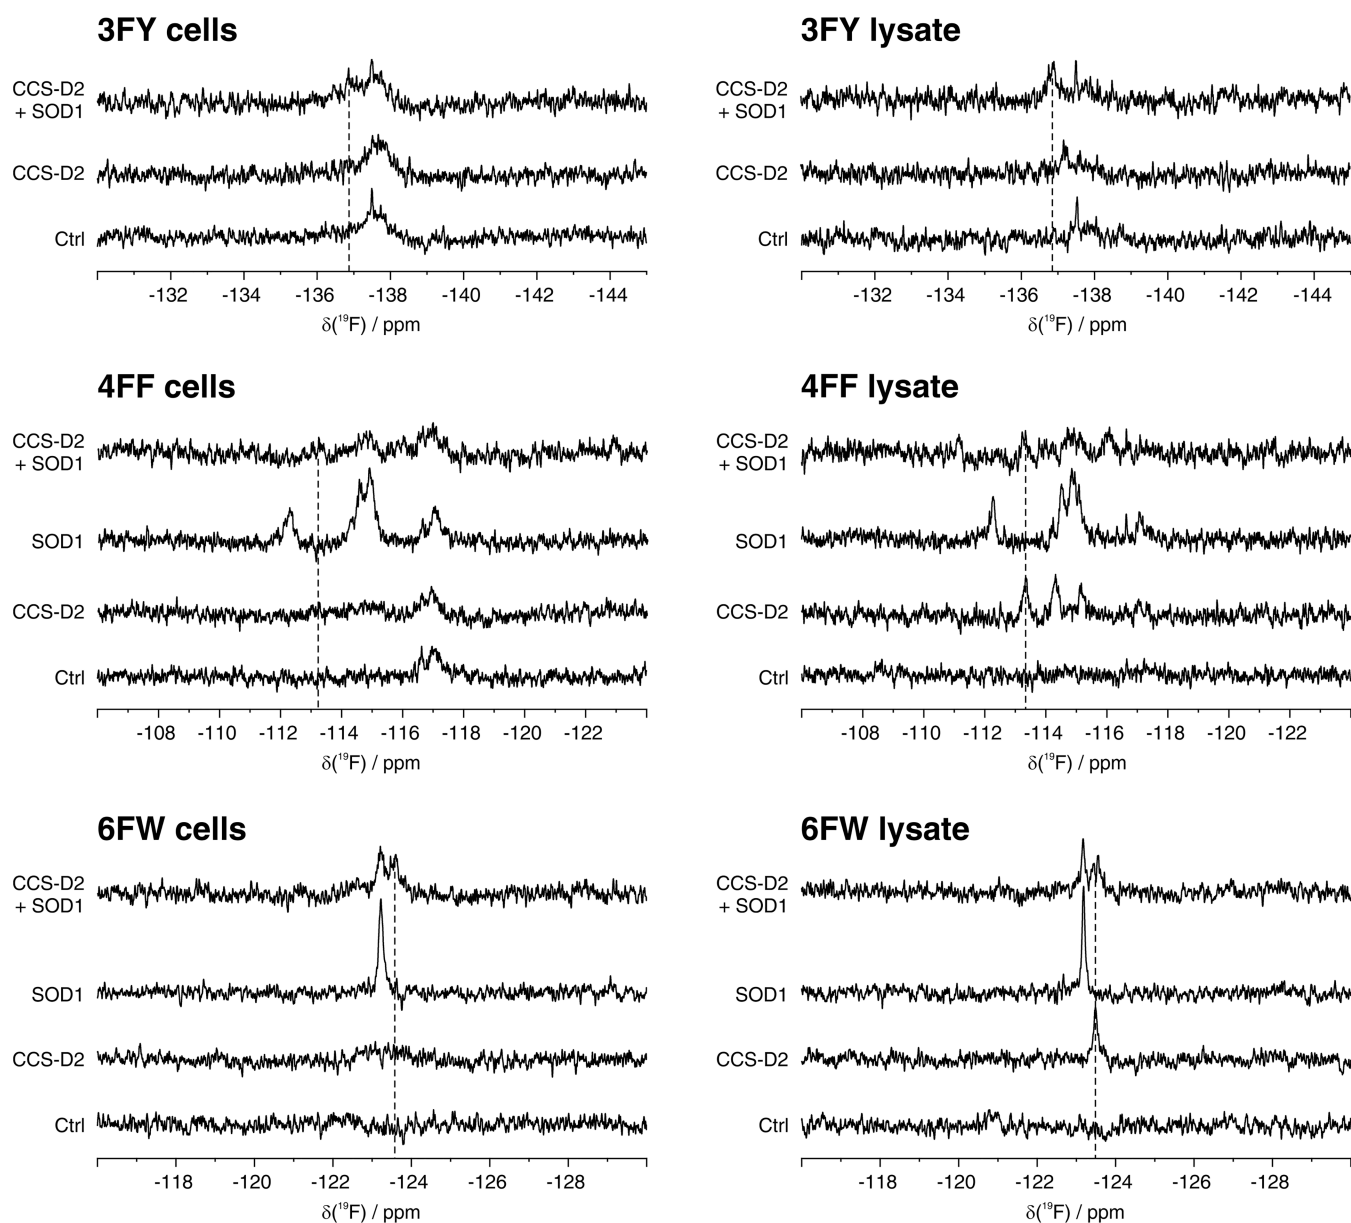 3FY cells
CCS-D2
+ SOD1
CCS-D2
Ctrl
-132 -134 -136 -138 -140 -142 -144
δ(¹⁹F) / ppm
3FY lysate
CCS-D2
+ SOD1
CCS-D2
Ctrl
-132 -134 -136 -138 -140 -142 -144
δ(¹⁹F) / ppm
4FF cells
CCS-D2
+ SOD1
SOD1
CCS-D2
Ctrl
-108 -110 -112 -114 -116 -118 -120 -122
δ(¹⁹F) / ppm
4FF lysate
CCS-D2
+ SOD1
SOD1
CCS-D2
Ctrl
-108 -110 -112 -114 -116 -118 -120 -122
δ(¹⁹F) / ppm
6FW cells
CCS-D2
+ SOD1
SOD1
CCS-D2
Ctrl
-118 -120 -122 -124 -126 -128
δ(¹⁹F) / ppm
6FW lysate
CCS-D2
+ SOD1
SOD1
CCS-D2
Ctrl
-118 -120 -122 -124 -126 -128
δ(¹⁹F) / ppm